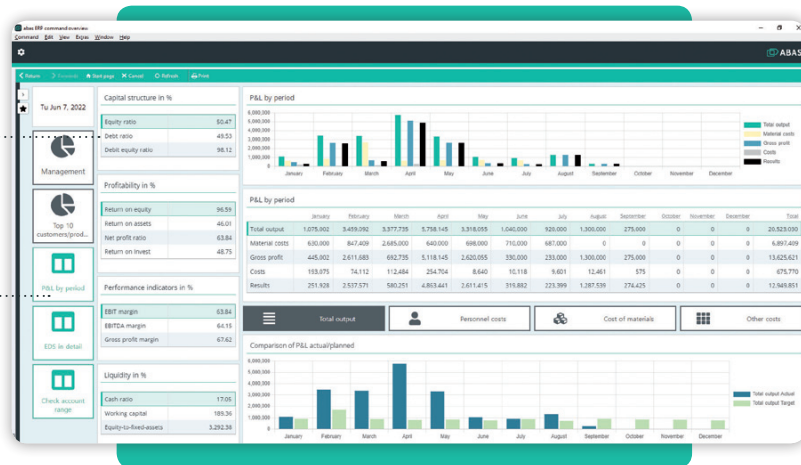 abas ERP command overview
Command Edit View Extras Window Help
ABAS
Return Forwards Start page Cancel Refresh Print
Tu Jun 7, 2022
Management
Top 10
customers/prod...
P&L by period
EDS in detail
Check account
range
Capital structure in %
Equity ratio 50.47
Debt ratio 49.53
Debit equity ratio 98.12
Profitability in %
Return on equity 96.59
Return on assets 46.01
Net profit ratio 63.84
Return on Invest 48.75
Performance indicators in %
EBIT margin 63.84
EBITDA margin 64.15
Gross profit margin 67.62
Liquidity in %
Cash ratio 17.05
Working capital 189.36
Equity-to-fixed-assets 3.292.38
P&L by period
6,000,000
5,000,000
4,000,000
3,000,000
2,000,000
1,000,000
0
January February March April May June July August September October November December
Total output
Material costs
Gross profit
Costs
Results
P&L by period
January February March April May June July August September October November December Total
Total output 1,075,002 3,459,092 3,377,735 5,758,145 3,318,055 1,040,000 920,000 1,300,000 275,000 0 0 0 20,523,030
Material costs 630,000 847,409 2,685,000 640,000 698,000 710,000 687,000 0 0 0 0 0 6,897,409
Gross profit 445,002 2,611,683 692,735 5,118,145 2,620,055 330,000 233,000 1,300,000 275,000 0 0 0 13,625,621
Costs 193,075 74,112 112,484 254,704 8,640 10,118 9,601 12,461 575 0 0 0 675,770
Results 251,928 2,537,571 580,251 4,863,441 2,611,415 319,882 223,399 1,287,539 274,425 0 0 0 12,949,851
Total output
Personnel costs
Cost of materials
Other costs
Comparison of P&L actual/planned
6,000,000
5,000,000
4,000,000
3,000,000
2,000,000
1,000,000
0
January February March April May June July August September October November December
Total output Actual
Total output Target